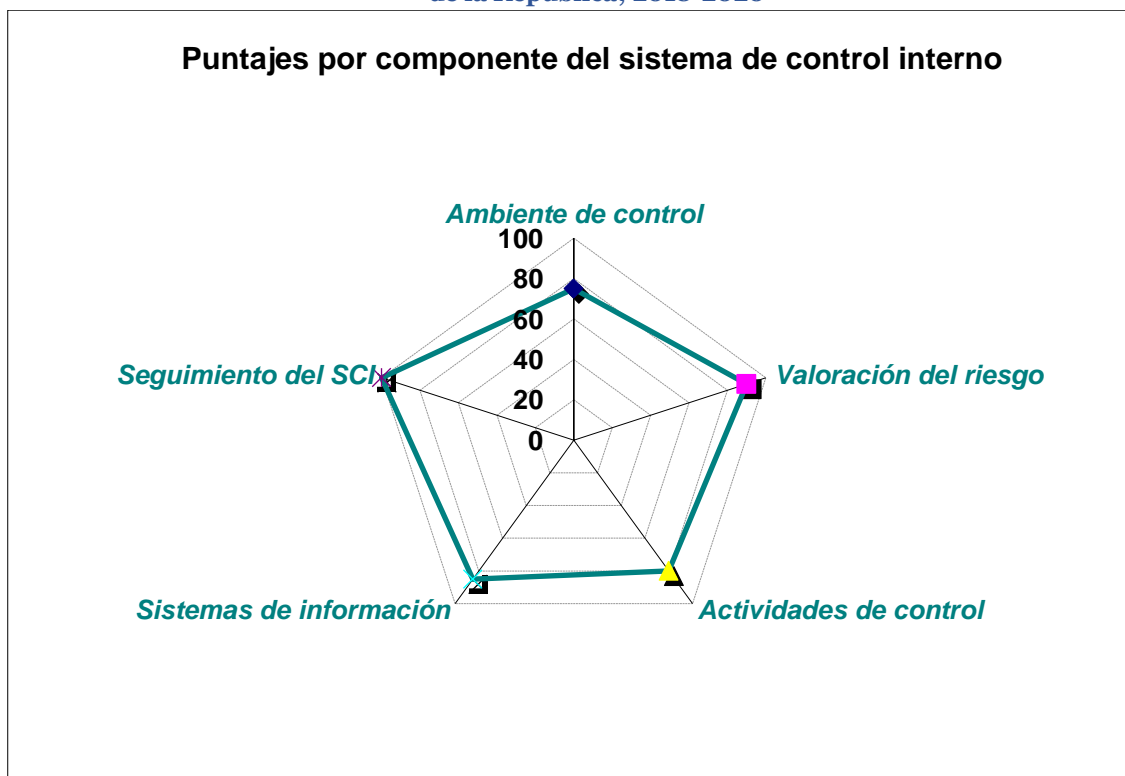 Puntajes por componente del sistema de control interno
Ambiente de control
100
80
60
40
20
0
Seguimiento del SCI
Valoración del riesgo
Sistemas de información
Actividades de control